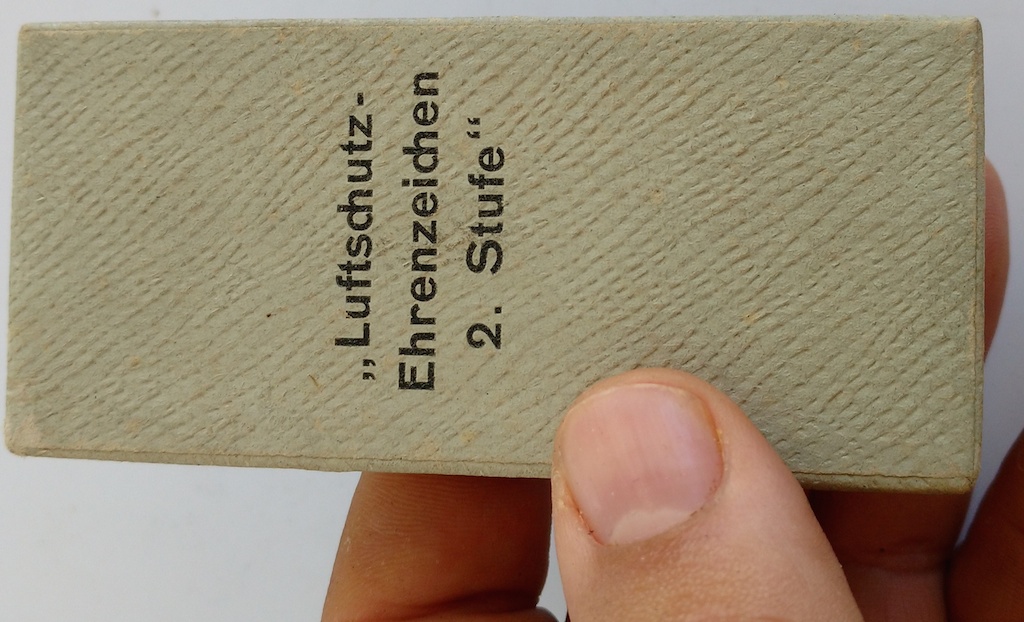 „Luftschutz-
Ehrenzeichen
2. Stufe“